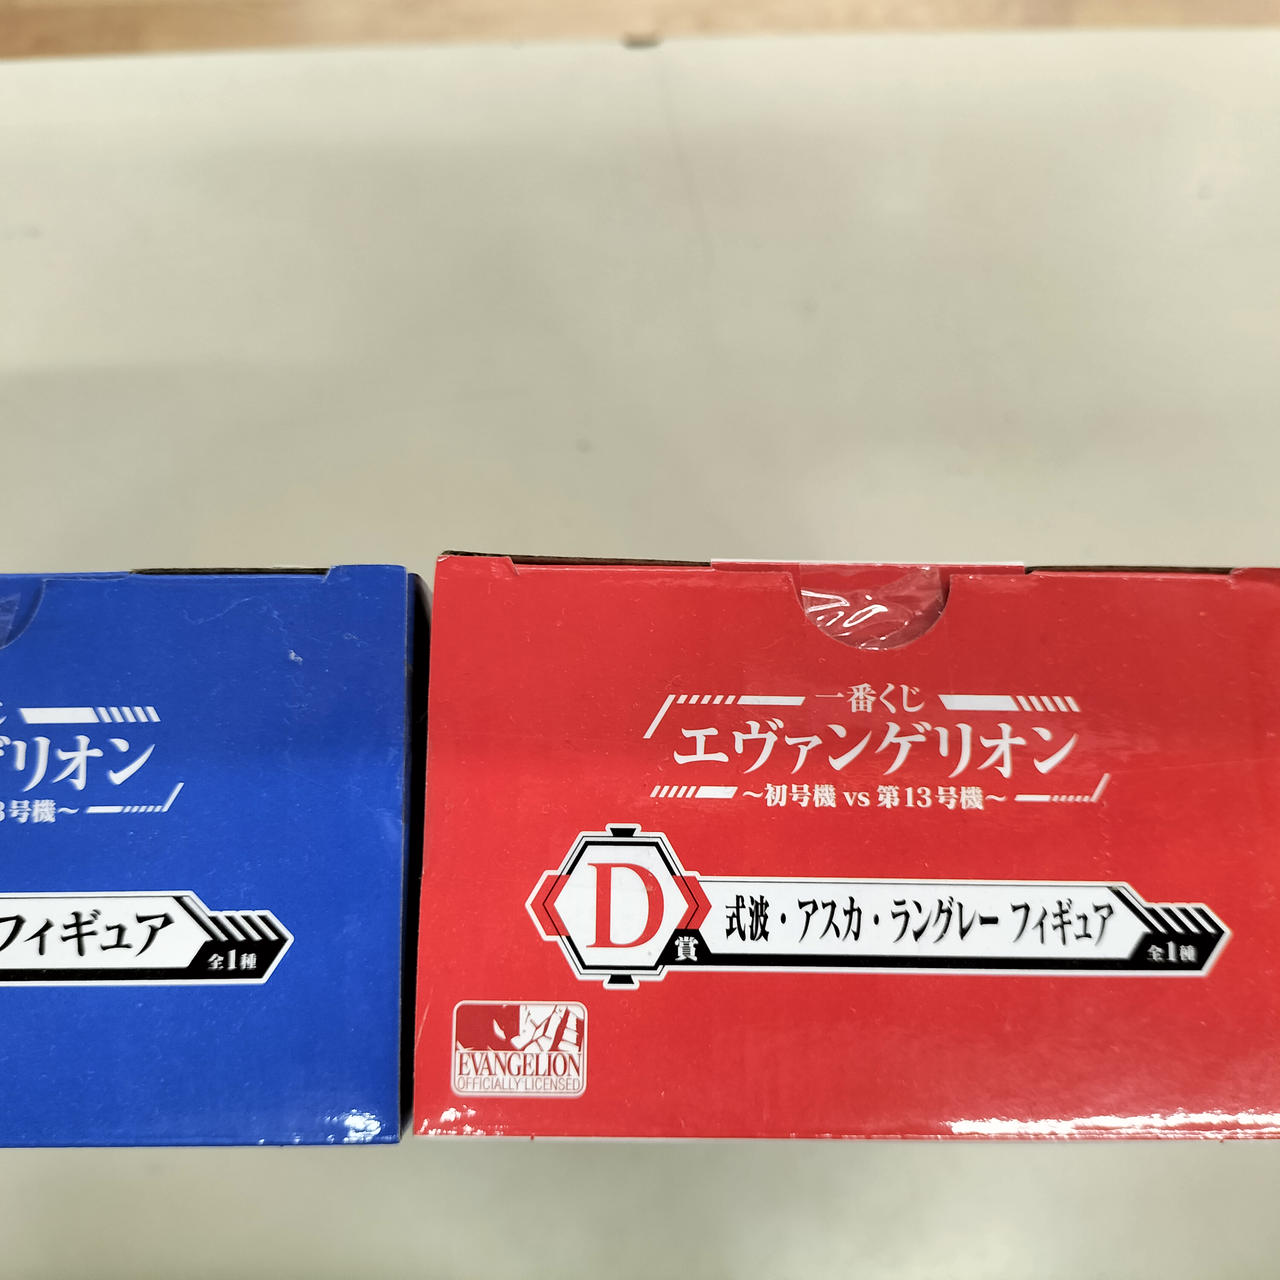 ゲリオン
3号機～
フィギュア
全1種
一番くじ
エヴァンゲリオン
～初号機 vs 第13号機～
D賞
式波・アスカ・ラングレー フィギュア
全1種
EVANGELION
OFFICIALLY LICENSED